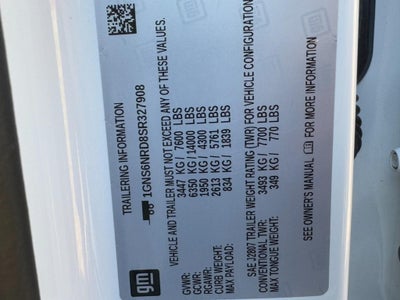 TRAILERING INFORMATION
1GNS6NRD8SR327908
VEHICLE AND TRAILER MUST NOT EXCEED ANY OF THESE VALUES.
GVWR: 3447 KG/ 7600 LBS
GCWR: 6350 KG/14000 LBS
RGAWR: 1950 KG/ 4300 LBS
CURB WEIGHT: 2613 KG/ 5761 LBS
MAX PAYLOAD: 834 KG/ 1839 LBS
SAE J2807 TRAILER WEIGHT RATING (TWR) FOR VEHICLE CONFIGURATION
CONVENTIONAL TWR: 3493 KG/ 7700 LBS
MAX TONGUE WEIGHT: 349 KG/ 770 LBS
SEE OWNER'S MANUAL FOR MORE INFORMATION
gm